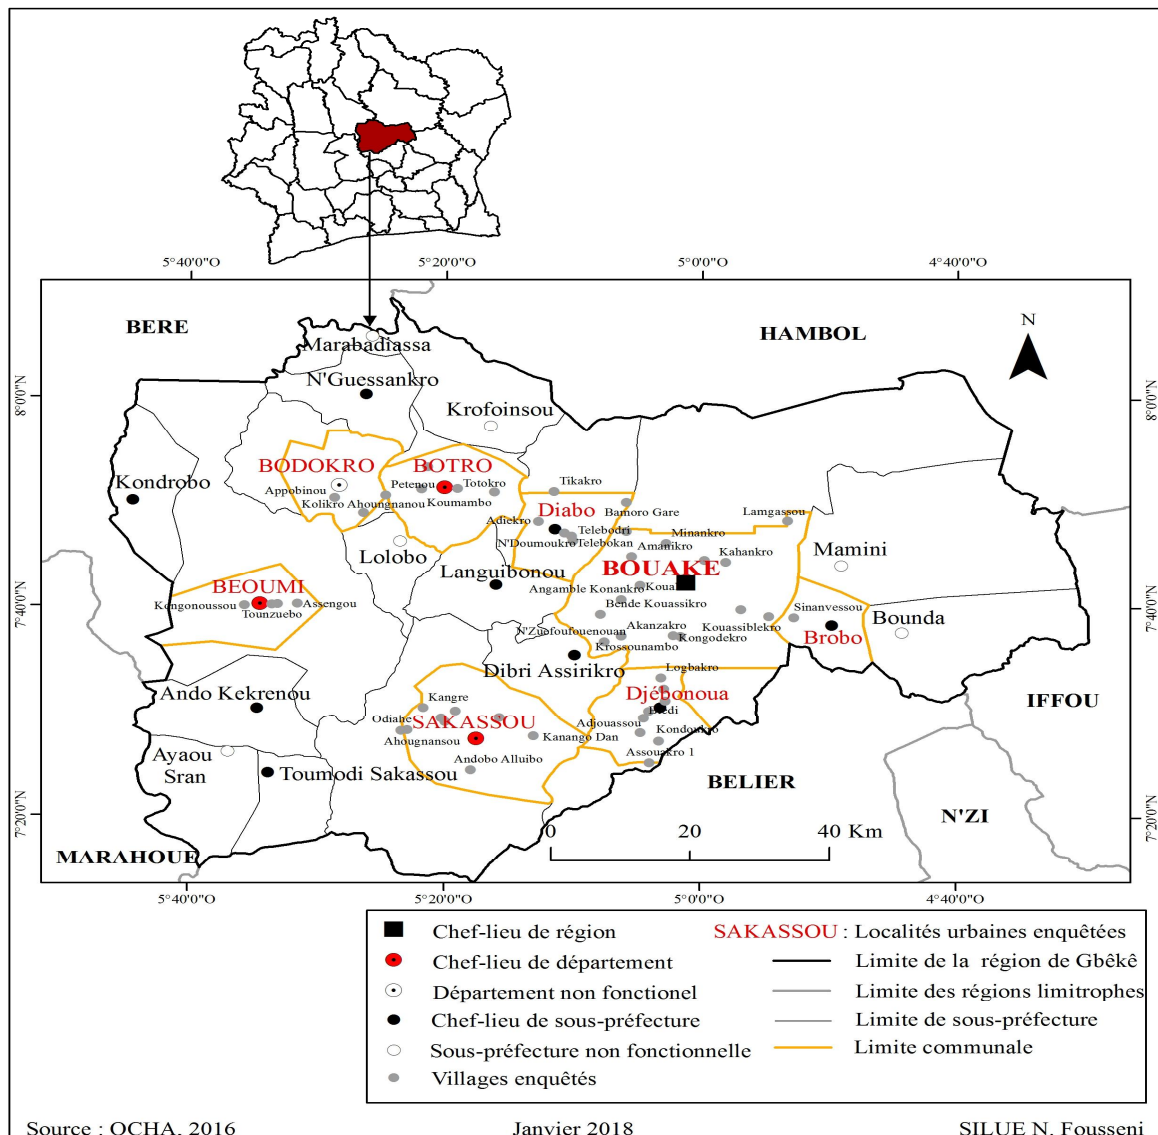 5°40'0"O
5°20'0"O
5°0'0"O
4°40'0"O
BERE
HAMBOL
N
Marabadiassa
N'Guessankro
8°0'0"N
8°0'0"N
Krofoinsou
BODOKRO
BOTRO
Kondrobo
Appobinou
Petenou
Totokro
Tikakro
Kolikro
Ahoungnanou
Koumambo
Diabo
Bamoro Gare
Lamgassou
Adiekro
Telebodri
Minankro
N'Doumoukro
Telebokan
Amanikro
Mamini
Lolobo
Kahankro
BOUAKE
Languibonou
Angamble
Konankro
BEOUMI
Kongonoussou
Assengou
Tounzuebo
Bende Kouassikro
Sinanvessou
Bounda
7°40'0"N
7°40'0"N
Akanzakro
Kouassiblekro
Brobo
Kongodekro
Krossounambo
Dibri Assirikro
Logbakro
IFFOU
Ando Kekrenou
Kangre
Djébonoua
Odiahe
SAKASSOU
Adjouassou
Kondoukro
Ahougnansou
Kanango Dan
Ayaou
Sran
Andobo Alluibo
Assouakro 1
Toumodi Sakassou
BELIER
7°20'0"N
7°20'0"N
N'ZI
0
20
40 Km
MARAHOUE
5°40'0"O
5°20'0"O
5°0'0"O
4°40'0"O
Chef-lieu de région
Chef-lieu de département
Département non fonctionel
Chef-lieu de sous-préfecture
Sous-préfecture non fonctionnelle
Villages enquêtés
SAKASSOU : Localités urbaines enquêtées
Limite de la région de Gbêkê
Limite des régions limitrophes
Limite de sous-préfecture
Limite communale
Source : OCHA, 2016
Janvier 2018
SILUE N. Fousseni